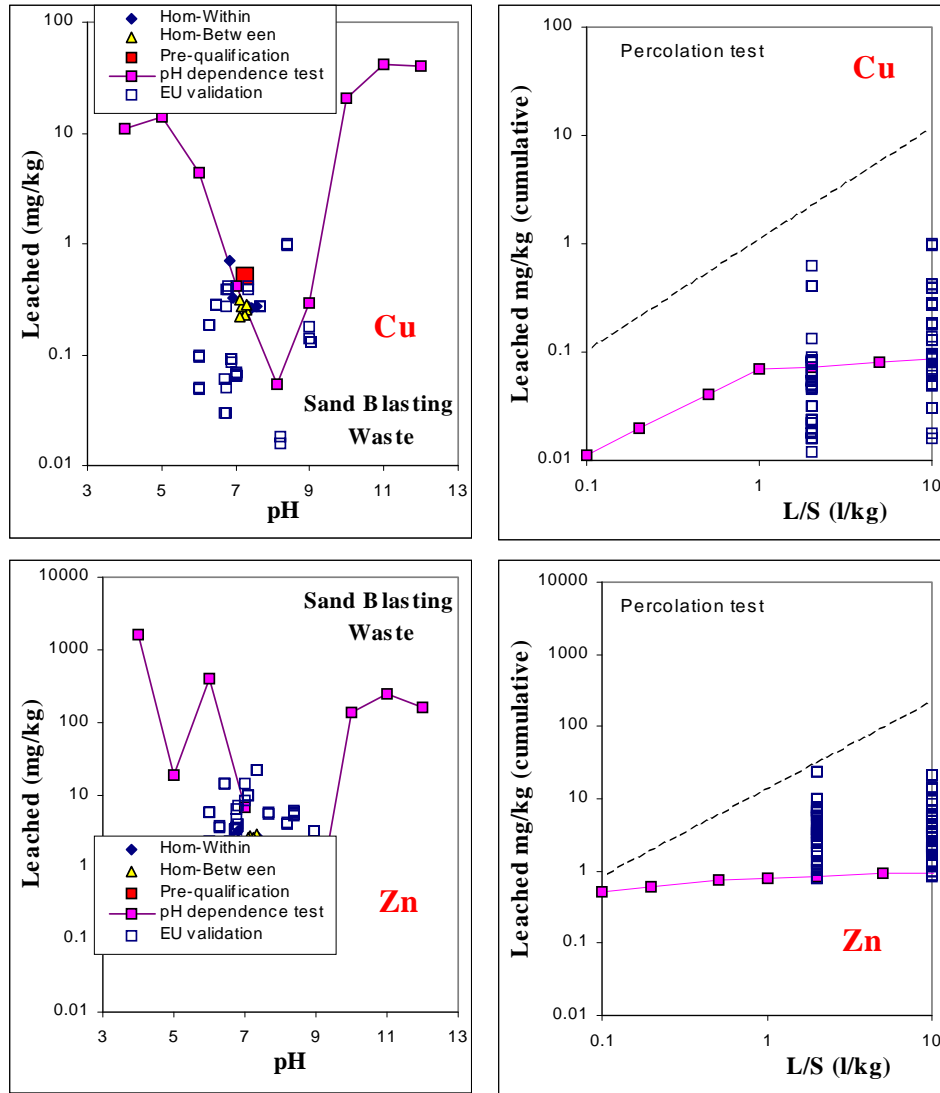 100
10
1
0.1
0.01
Leached (mg/kg)
Hom-Within
Hom-Betw een
Pre-qualification
pH dependence test
EU validation
Cu
Sand Blasting
Waste
3 5 7 9 11 13
pH
100
10
1
0.1
0.01
Leached mg/kg (cumulative)
Percolation test
Cu
0.1 1 10
L/S (l/kg)
10000
1000
100
10
1
0.1
0.01
Leached (mg/kg)
Sand Blasting
Waste
Hom-Within
Hom-Betw een
Pre-qualification
pH dependence test
EU validation
Zn
3 5 7 9 11 13
pH
10000
1000
100
10
1
0.1
0.01
Leached mg/kg (cumulative)
Percolation test
Zn
0.1 1 10
L/S (l/kg)